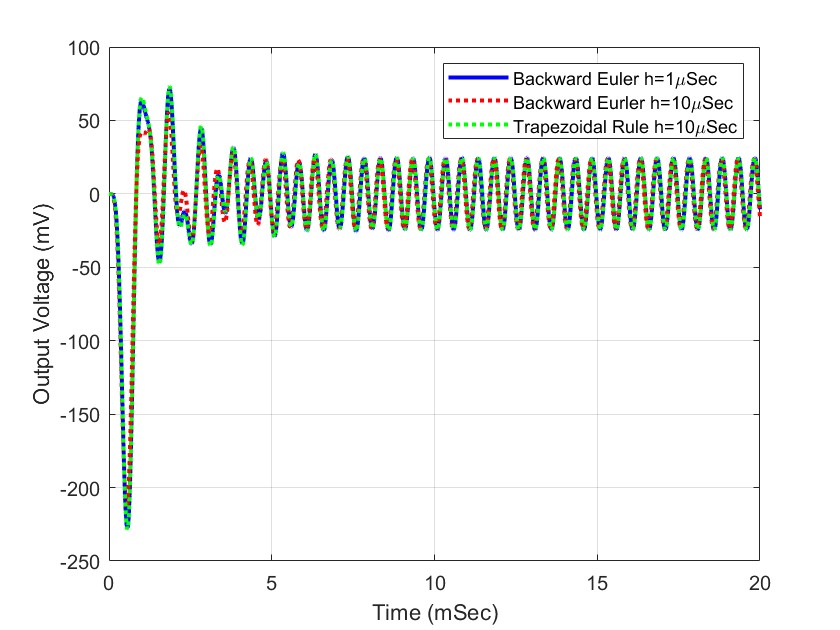 100
50
0
-50
-100
-150
-200
-250
0
5
10
15
20
Output Voltage (mV)
Time (mSec)
Backward Euler h=1μSec
Backward Eurler h=10μSec
Trapezoidal Rule h=10μSec